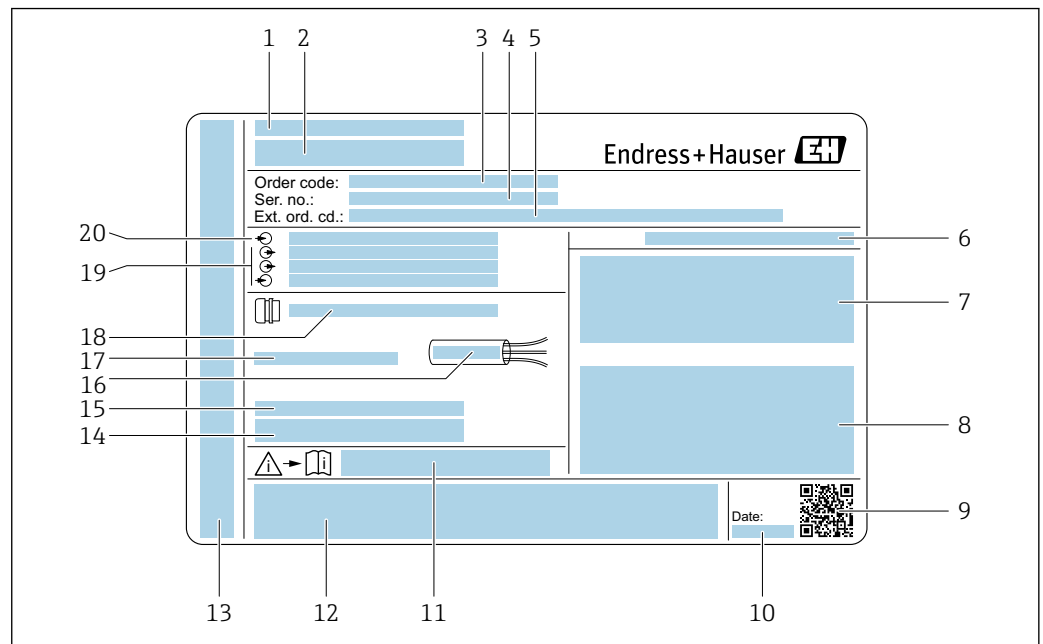 1 2 3 4 5
Endress+Hauser EH
Order code:
Ser. no.:
Ext. ord. cd.:
20
6
19
i
7
18
17
16
15
14
8
i i
Date:
9
13 12 11 10